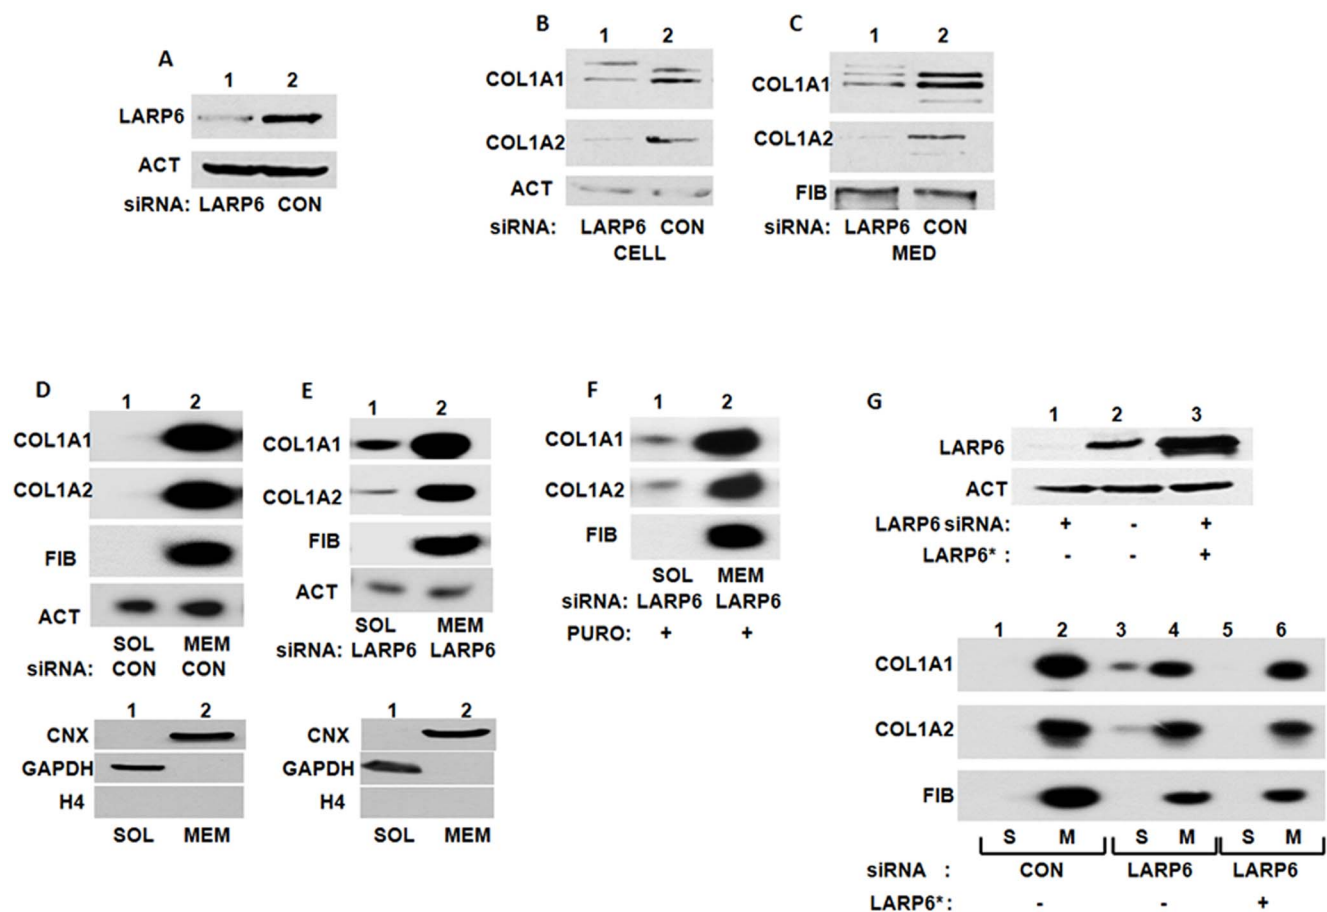 A
1 2
LARP6
ACT
siRNA: LARP6 CON
B
1 2
COL1A1
COL1A2
ACT
siRNA: LARP6 CON
CELL
C
1 2
COL1A1
COL1A2
FIB
siRNA: LARP6 CON
MED
D
1 2
COL1A1
COL1A2
FIB
ACT
SOL MEM
siRNA: CON CON
1 2
CNX
GAPDH
H4
SOL MEM
E
1 2
COL1A1
COL1A2
FIB
ACT
SOL MEM
siRNA: LARP6 LARP6
1 2
CNX
GAPDH
H4
SOL MEM
F
1 2
COL1A1
COL1A2
FIB
SOL MEM
siRNA: LARP6 LARP6
PURO: + +
G
1 2 3
LARP6
ACT
LARP6 siRNA: + - +
LARP6* : - - +
1 2 3 4 5 6
COL1A1
COL1A2
FIB
S M S M S M
siRNA : CON LARP6 LARP6
LARP6*: - - +